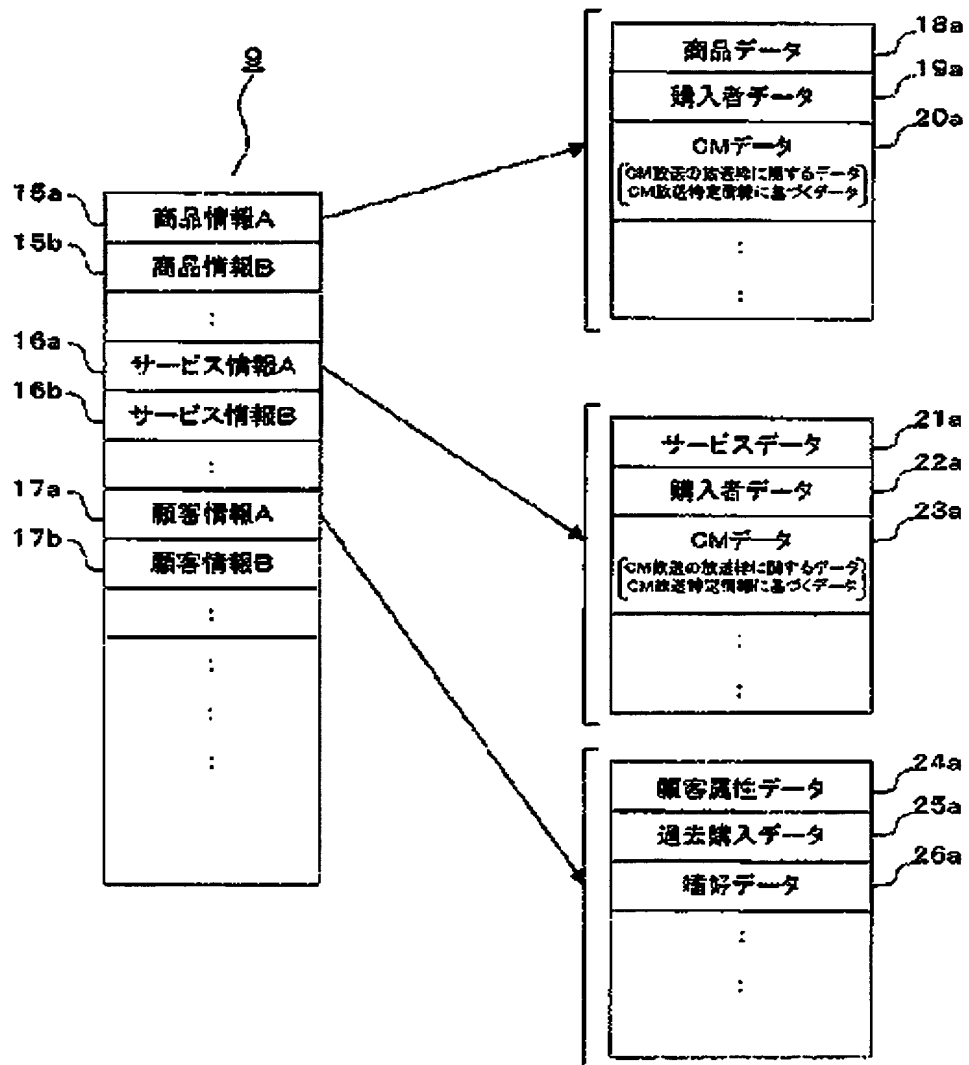 9
15a
商品情報A
15b
商品情報B
:
16a
サービス情報A
16b
サービス情報B
:
17a
顧客情報A
17b
顧客情報B
:
:
:
:
18a
商品データ
19a
購入者データ
20a
CMデータ
CM放送の放送枠に関するデータ
CM放送特定情報に基づくデータ
:
:
21a
サービスデータ
22a
購入者データ
23a
CMデータ
CM放送の放送枠に関するデータ
CM放送特定情報に基づくデータ
:
:
24a
顧客属性データ
25a
過去購入データ
26a
嗜好データ
:
: